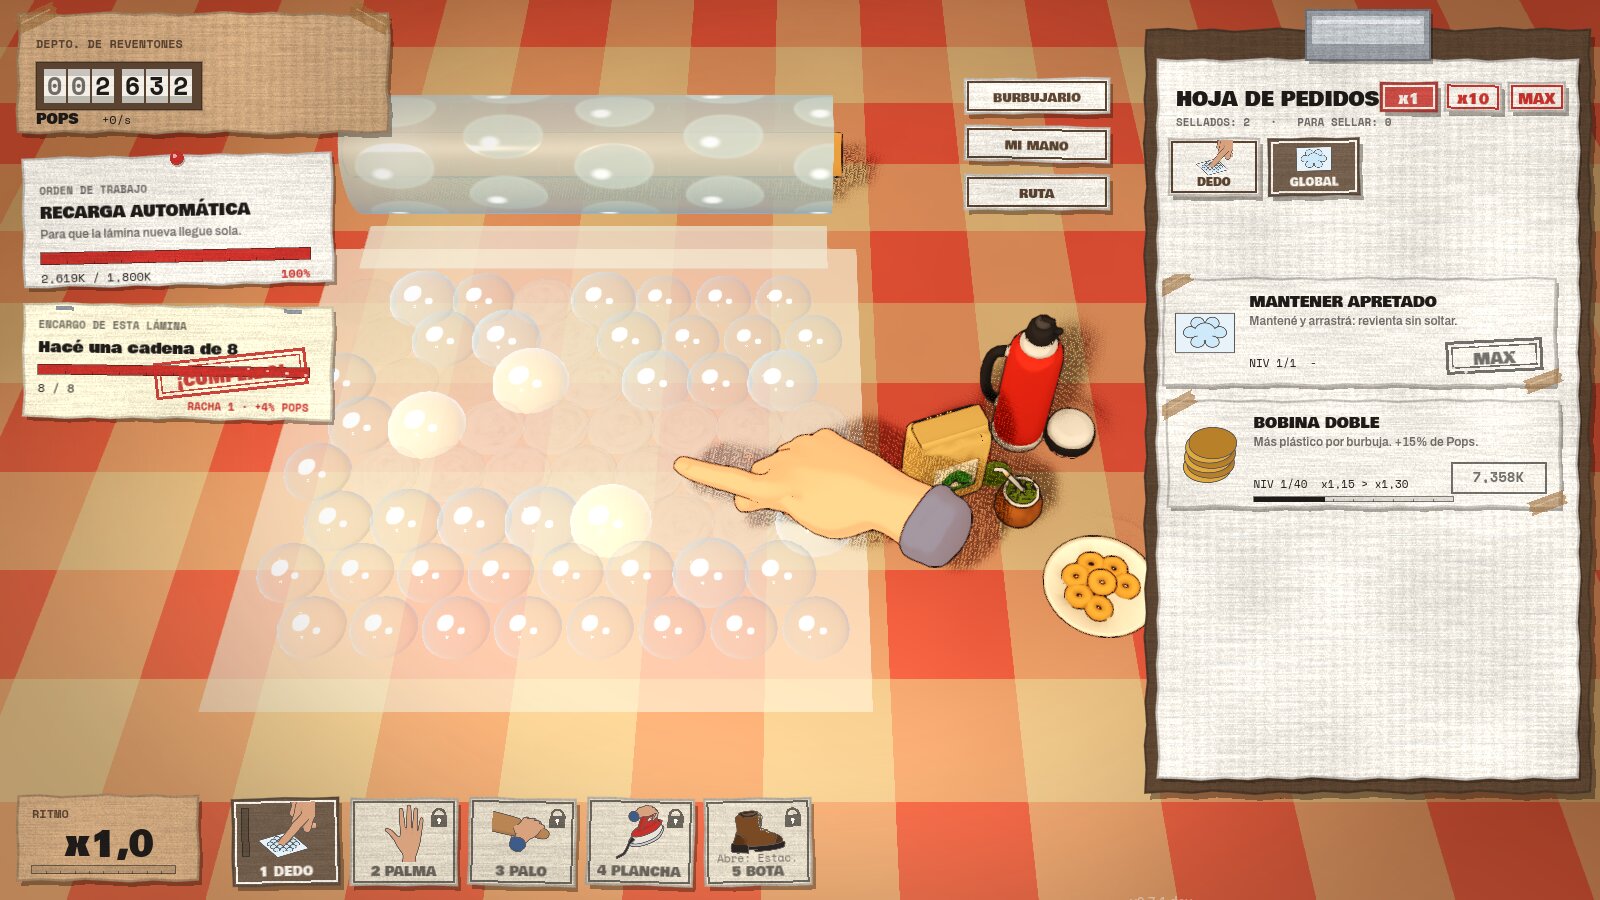 DEPTO. DE REVENTONES
002632
POPS +0/s
ORDEN DE TRABAJO
RECARGA AUTOMÁTICA
Para que la lámina nueva llegue sola.
2.619K / 1.800K 100%
ENCARGO DE ESTA LÁMINA
Hacé una cadena de 8
8 / 8
RACHA 1 · +4% POPS
BURBUJARIO
MI MANO
RUTA
HOJA DE PEDIDOS x1 x10 MAX
SELLADOS: 2 · PARA SELLAR: 0
DEDO GLOBAL
MANTENER APRETADO
Mantené y arrastrá: revienta sin soltar.
NIV 1/1 -
MAX
BOBINA DOBLE
Más plástico por burbuja. +15% de Pops.
7.358K
NIV 1/40 x1,15 > x1,30
RITMO
x1,0
1 DEDO
2 PALMA
3 PALO
4 PLANCHA
Abre: Estac.
5 BOTA